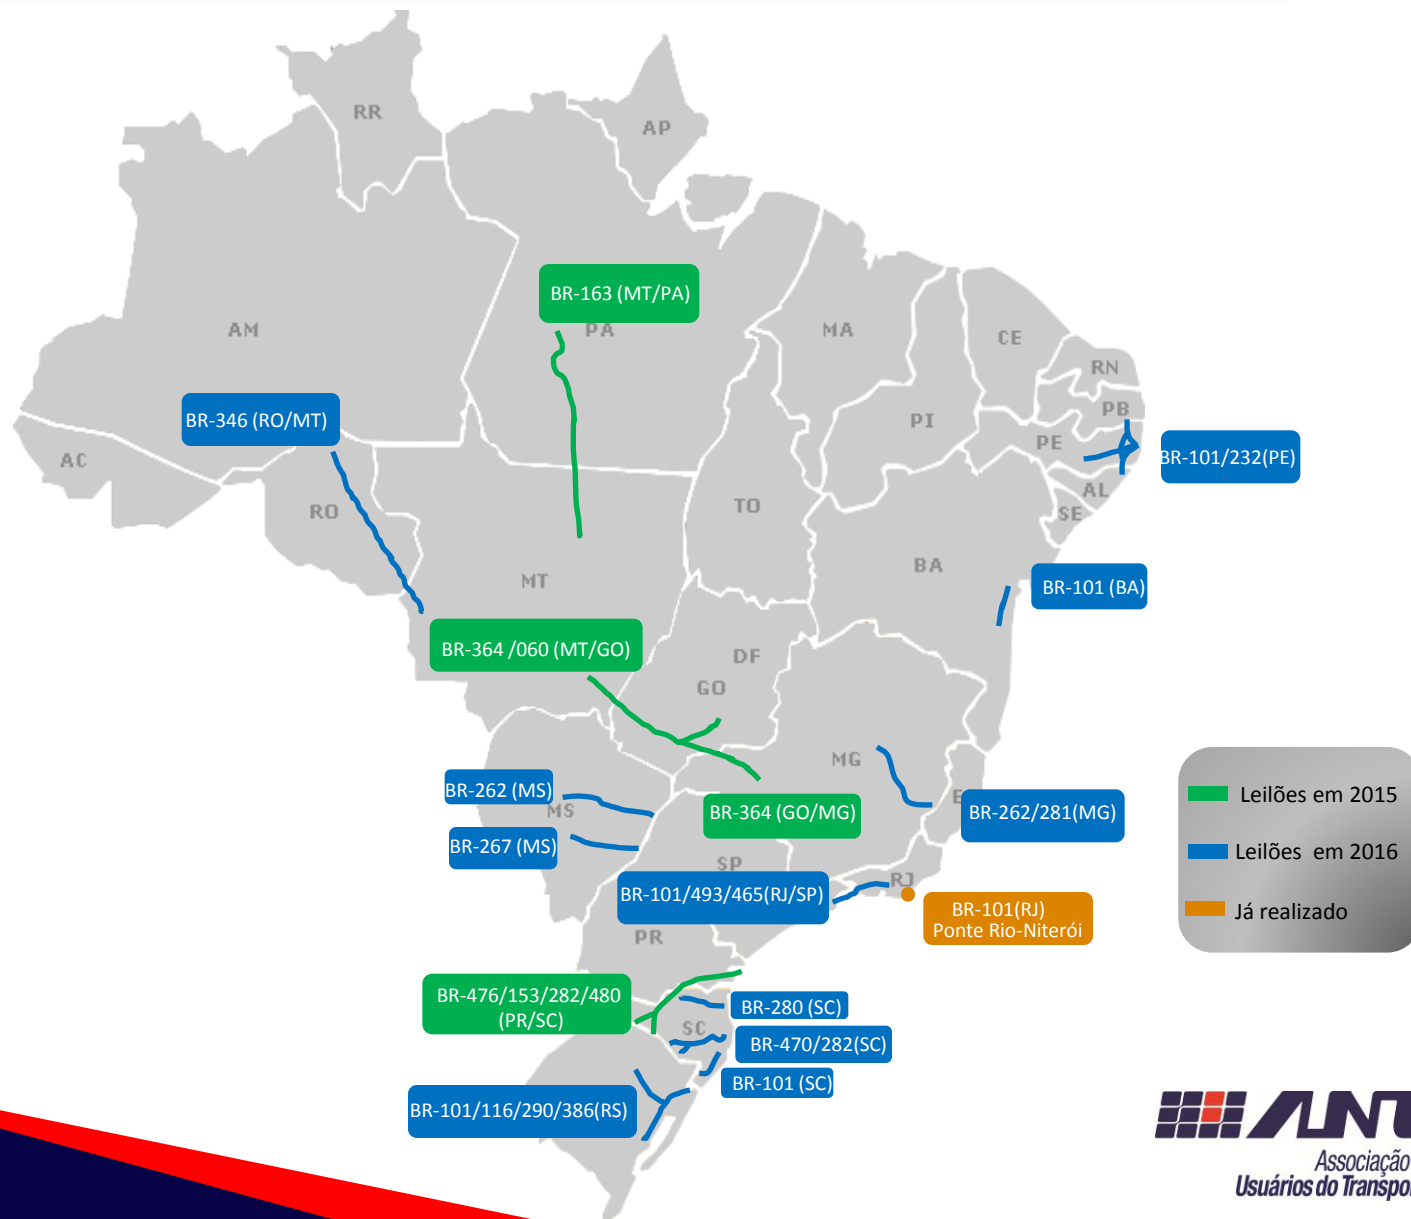 RR
AP
BR-163 (MT/PA)
AM
PA
MA
CE
RN
BR-346 (RO/MT)
PB
PI
PE
BR-101/232(PE)
AC
AL
RO
TO
SE
BA
MT
BR-101 (BA)
BR-364 /060 (MT/GO)
DF
GO
MG
BR-262 (MS)
MS
BR-364 (GO/MG)
BR-262/281(MG)
BR-267 (MS)
SP
RJ
BR-101/493/465(RJ/SP)
BR-101(RJ)
Ponte Rio-Niterói
PR
Leilões em 2015
Leilões em 2016
Já realizado
BR-476/153/282/480
(PR/SC)
BR-280 (SC)
SC
BR-470/282(SC)
BR-101 (SC)
BR-101/116/290/386(RS)
Associação
Usuários do